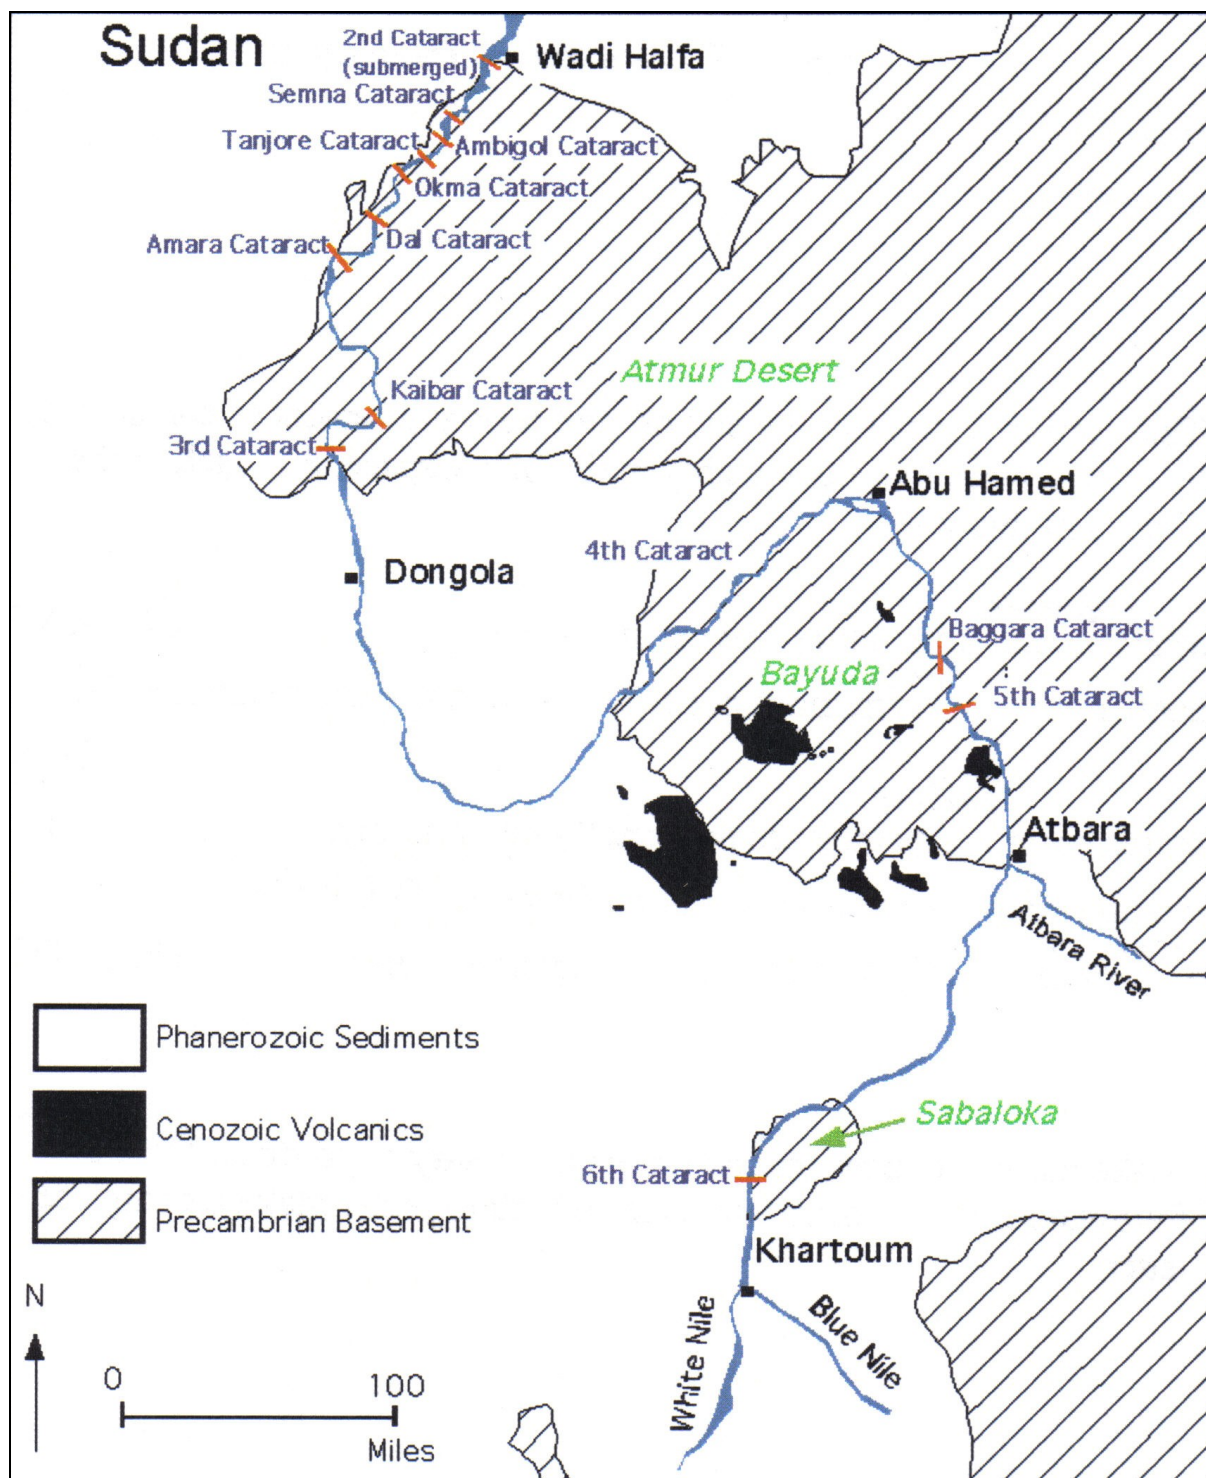 Sudan
2nd Cataract
(submerged)
Wadi Halfa
Semna Cataract
Tanjore Cataract
Ambigol Cataract
Okma Cataract
Amara Cataract
Dal Cataract
Atmur Desert
Kaibar Cataract
3rd Cataract
Abu Hamed
4th Cataract
Dongola
Baggara Cataract
Bayuda
5th Cataract
Atbara
Atbara River
Phanerozoic Sediments
Cenozoic Volcanics
Sabaloka
6th Cataract
Precambrian Basement
Khartoum
N
White Nile
Blue Nile
0 100
Miles